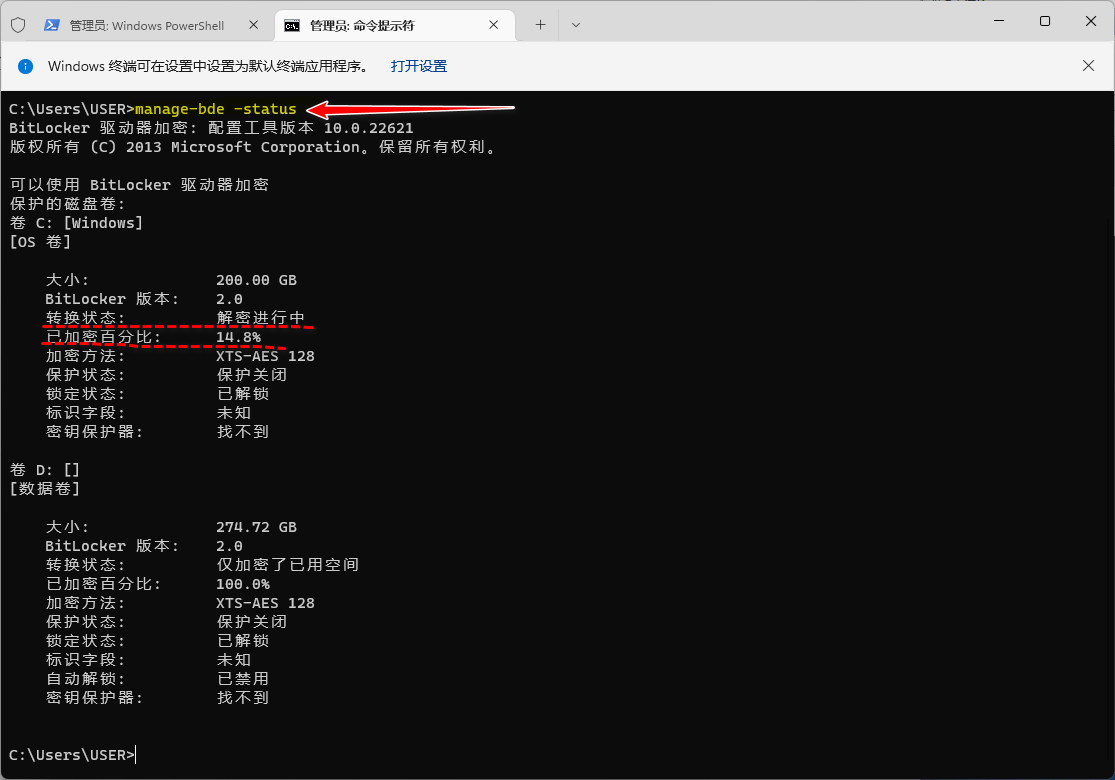 管理员: Windows PowerShell
管理员: 命令提示符
Windows 终端可在设置中设置为默认终端应用程序。 打开设置
C:\Users\USER>manage-bde -status
BitLocker 驱动器加密: 配置工具版本 10.0.22621
版权所有 (C) 2013 Microsoft Corporation。保留所有权利。
可以使用 BitLocker 驱动器加密
保护的磁盘卷:
卷 C: [Windows]
[OS 卷]
大小: 200.00 GB
BitLocker 版本: 2.0
转换状态: 解密进行中
已加密百分比: 14.8%
加密方法: XTS-AES 128
保护状态: 保护关闭
锁定状态: 已解锁
标识字段: 未知
密钥保护器: 找不到
卷 D: []
[数据卷]
大小: 274.72 GB
BitLocker 版本: 2.0
转换状态: 仅加密了已用空间
已加密百分比: 100.0%
加密方法: XTS-AES 128
保护状态: 保护关闭
锁定状态: 已解锁
标识字段: 未知
自动解锁: 已禁用
密钥保护器: 找不到
C:\Users\USER>